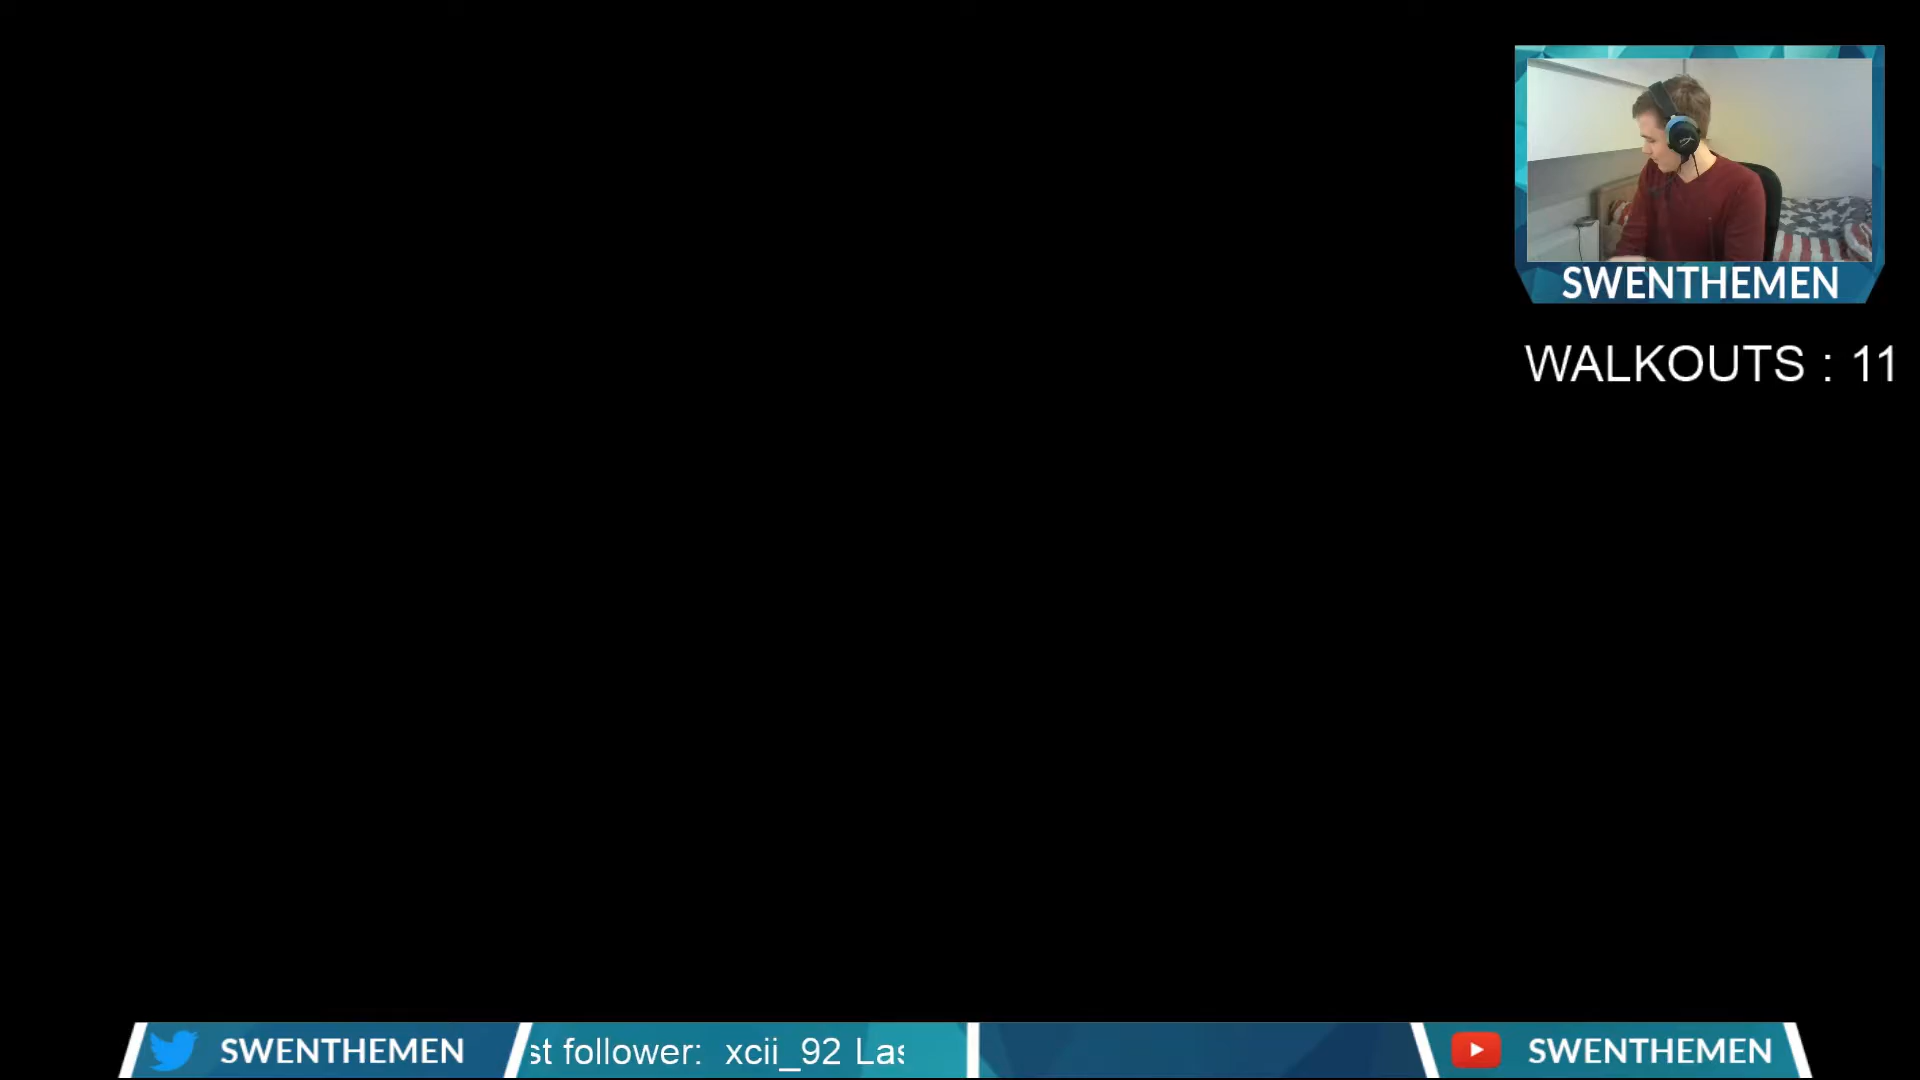 SWENTHEMEN
WALKOUTS : 11
SWENTHEMEN
st follower: xcii_92 Las
SWENTHEMEN